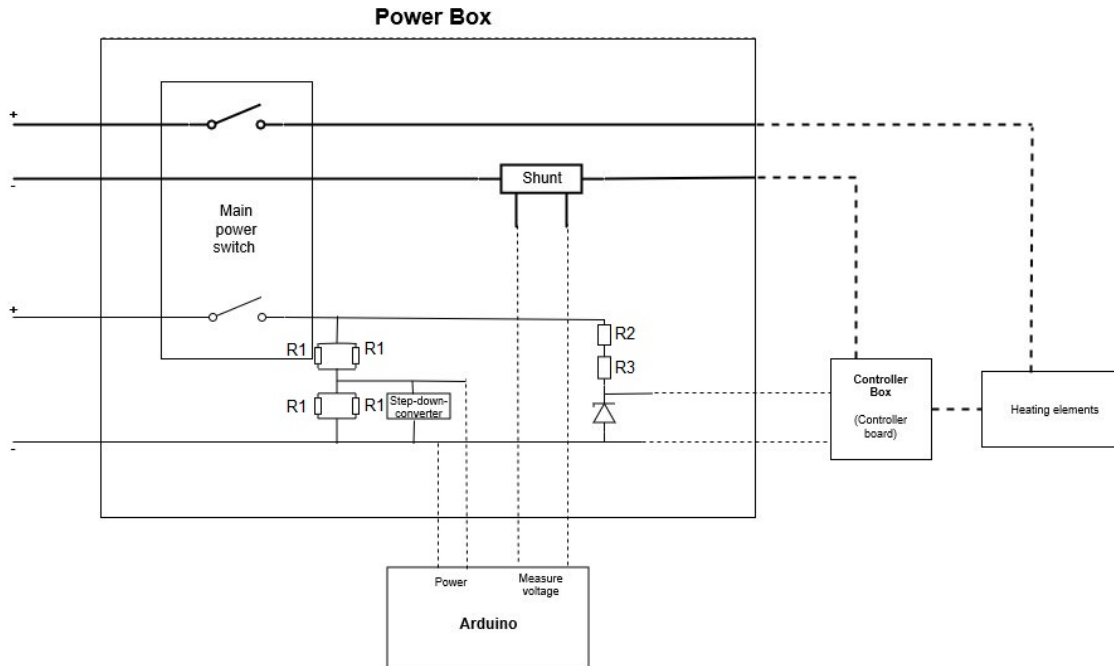 Power Box
+
-
Shunt
Main
power
switch
+
R2
R1
R1
R3
R1
R1
Step-down-
converter
-
Controller
Box
(Controller
board)
Heating elements
Power
Measure
voltage
Arduino